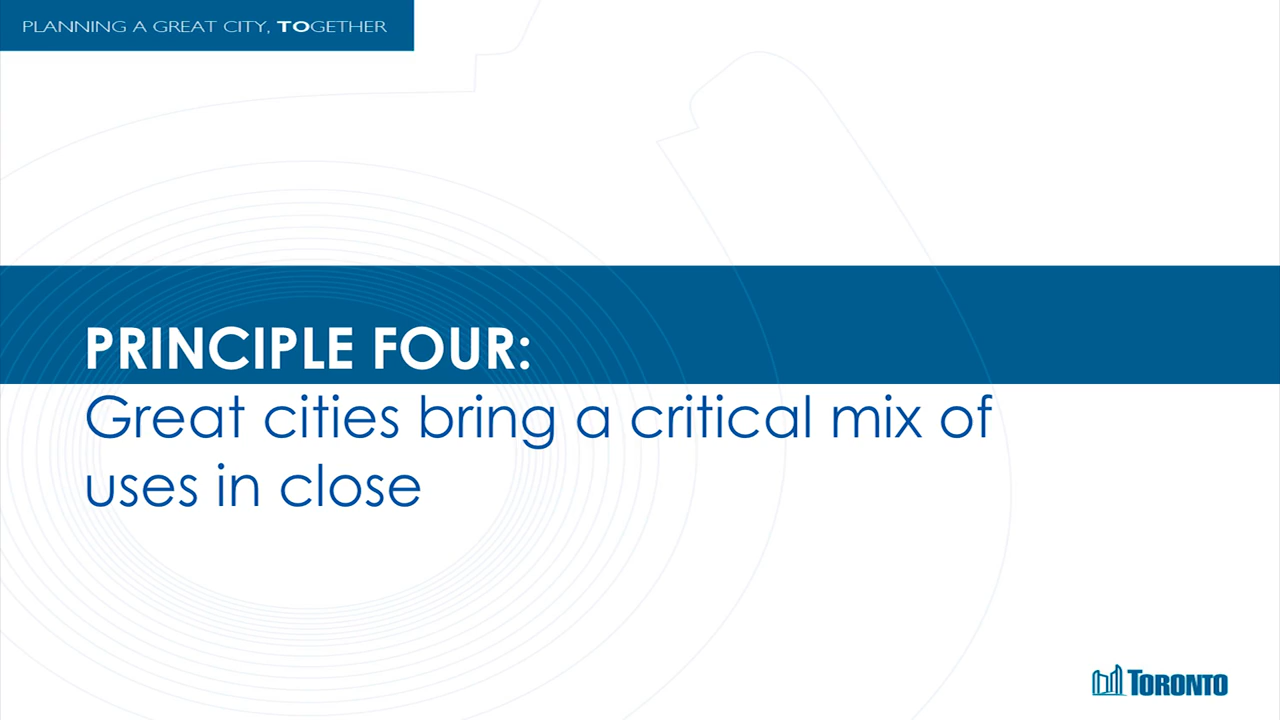 PLANNING A GREAT CITY, TOGETHER
PRINCIPLE FOUR:
Great cities bring a critical mix of
uses in close
TORONTO